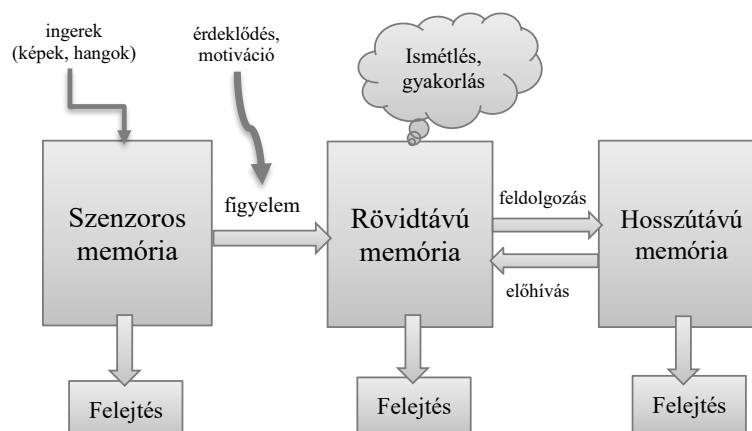 ingerek
(képek, hangok)
érdeklődés,
motiváció
Ismétlés,
gyakorlás
Szenzoros
memória
figyelem
Rövidtávú
memória
feldolgozás
előhívás
Hosszútávú
memória
Felejtés
Felejtés
Felejtés